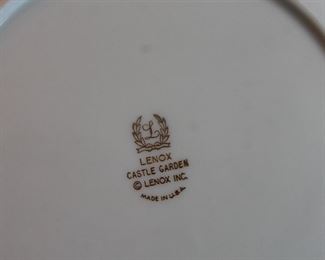 L
LENOX
CASTLE GARDEN
© LENOX INC.
MADE IN U.S.A.